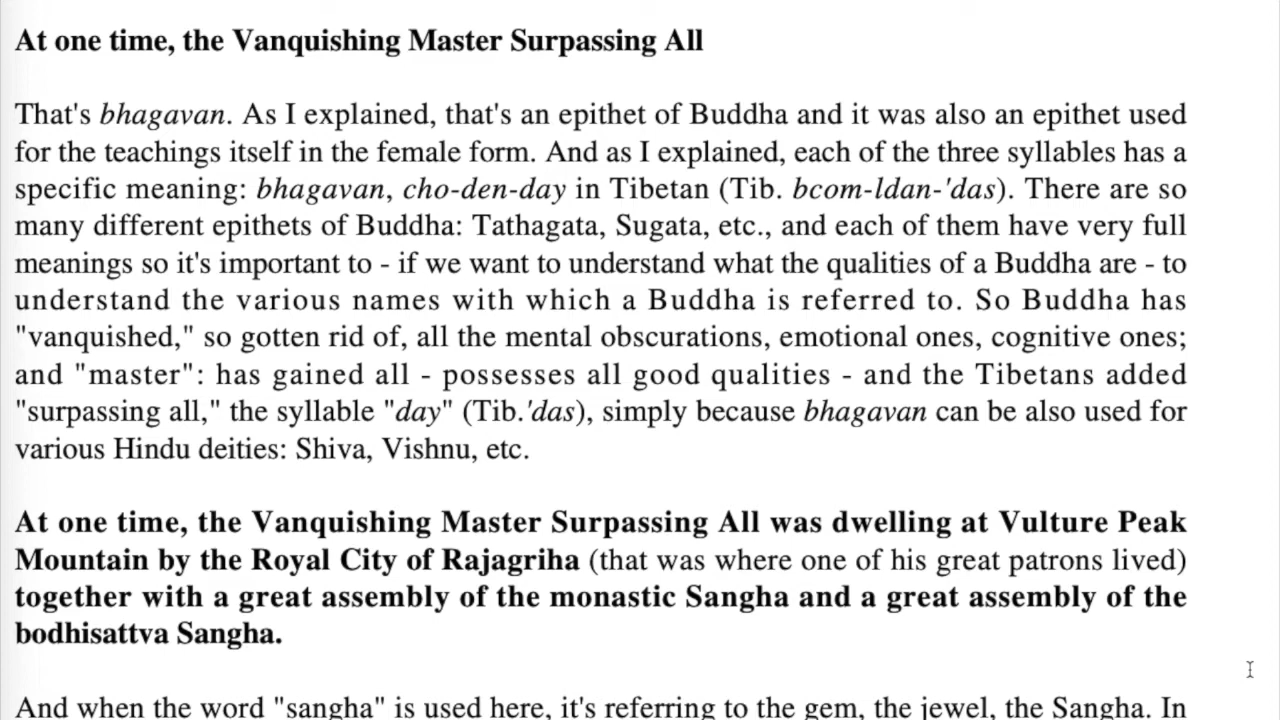 At one time, the Vanquishing Master Surpassing All
That's bhagavan. As I explained, that's an epithet of Buddha and it was also an epithet used
for the teachings itself in the female form. And as I explained, each of the three syllables has a
specific meaning: bhagavan, cho-den-day in Tibetan (Tib. bcom-ldan-'das). There are so
many different epithets of Buddha: Tathagata, Sugata, etc., and each of them have very full
meanings so it's important to - if we want to understand what the qualities of a Buddha are - to
understand the various names with which a Buddha is referred to. So Buddha has
"vanquished," so gotten rid of, all the mental obscurations, emotional ones, cognitive ones;
and "master": has gained all - possesses all good qualities - and the Tibetans added
"surpassing all," the syllable "day" (Tib.'das), simply because bhagavan can be also used for
various Hindu deities: Shiva, Vishnu, etc.
At one time, the Vanquishing Master Surpassing All was dwelling at Vulture Peak
Mountain by the Royal City of Rajagriha (that was where one of his great patrons lived)
together with a great assembly of the monastic Sangha and a great assembly of the
bodhisattva Sangha.
And when the word "sangha" is used here, it's referring to the gem, the jewel, the Sangha. In